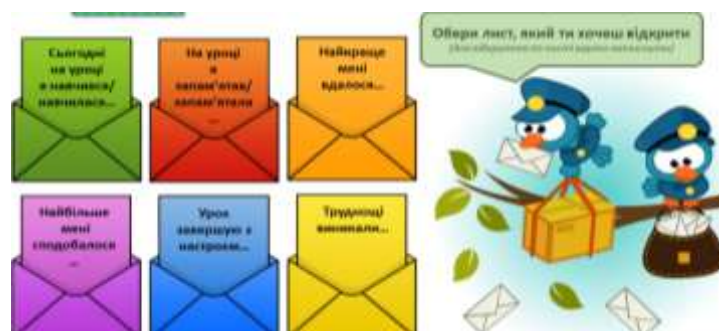 Сьогодні
на уроці
я навчився/
навчилася...
На уроці
я
запам'ятав/
запам'ятала
...
Найкраще
мені
вдалося...
Обери лист, який ти хочеш відкрити
Найбільше
мені
сподобалося
...
Урок
завершую з
настроєм...
Труднощі
виникали...